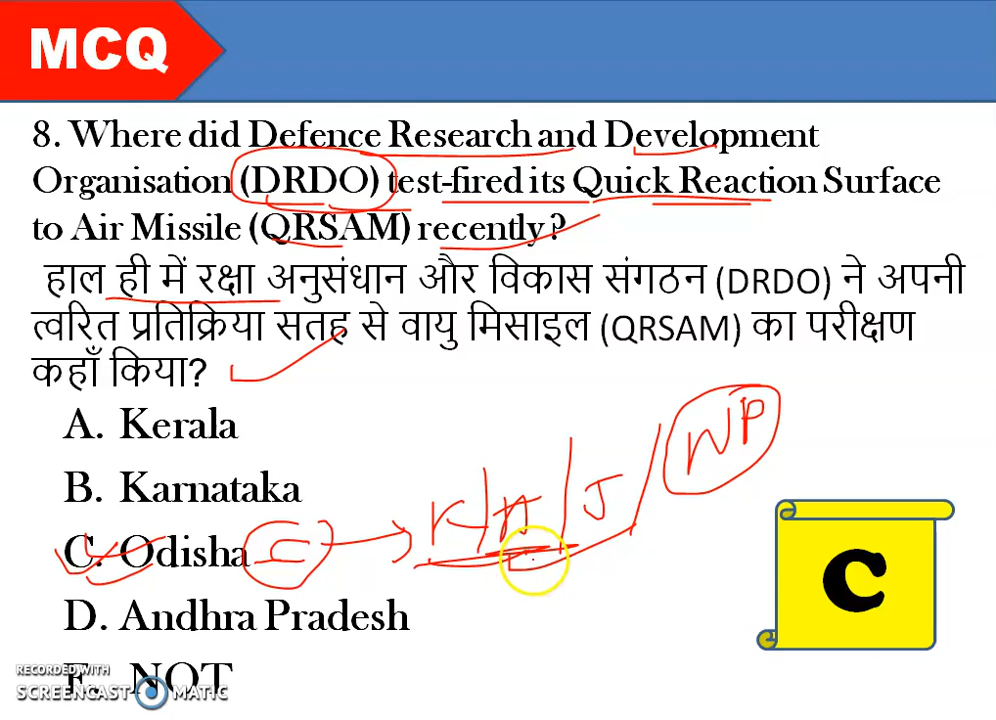 MCQ
8. Where did Defence Research and Development
Organisation (DRDO) test-fired its Quick Reaction Surface
to Air Missile (QRSAM) recently?
हाल ही में रक्षा अनुसंधान और विकास संगठन (DRDO) ने अपनी
त्वरित प्रतिक्रिया सतह से वायु मिसाइल (QRSAM) का परीक्षण
कहाँ किया?
A. Kerala
B. Karnataka
C. Odisha
D. Andhra Pradesh
E. NOT
C
RECORDED WITH
SCREENCAST-O-MATIC